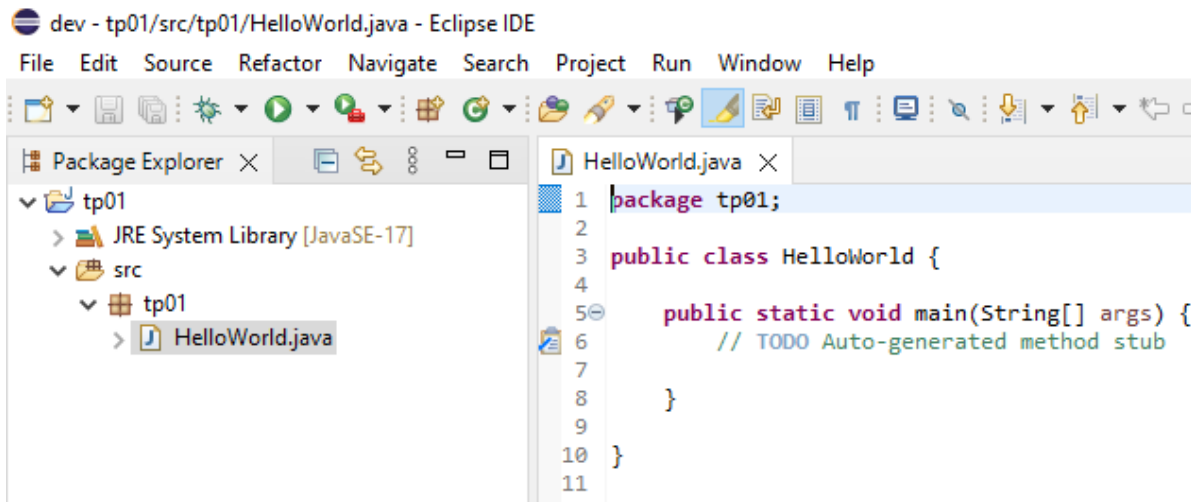 dev - tp01/src/tp01/HelloWorld.java - Eclipse IDE
File Edit Source Refactor Navigate Search Project Run Window Help
Package Explorer
tp01
JRE System Library [JavaSE-17]
src
tp01
HelloWorld.java
HelloWorld.java
1 package tp01;
2
3 public class HelloWorld {
4
5 public static void main(String[] args) {
6 // TODO Auto-generated method stub
7
8 }
9
10 }
11